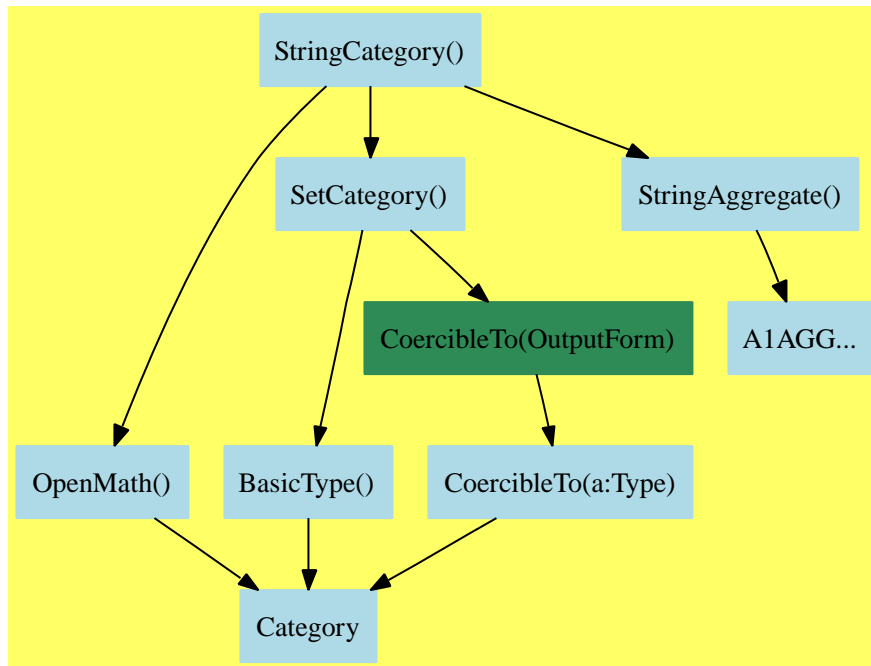 StringCategory()
SetCategory()
StringAggregate()
CoercibleTo(OutputForm)
A1AGG...
OpenMath()
BasicType()
CoercibleTo(a:Type)
Category